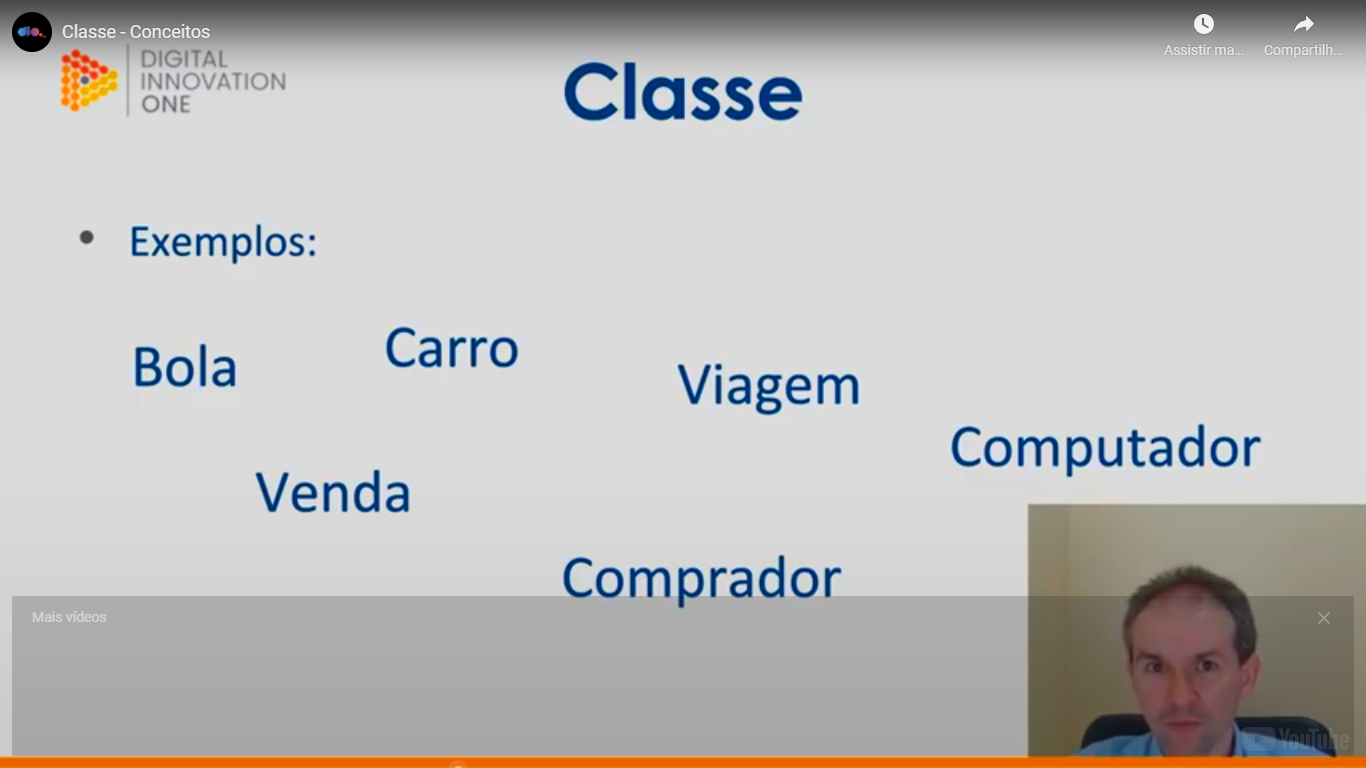 Classe - Conceitos
Assistir ma...
Compartilh...
DIGITAL
INNOVATION
ONE
Classe
Exemplos:
Bola
Carro
Viagem
Computador
Venda
Comprador
Mais vídeos
YouTube